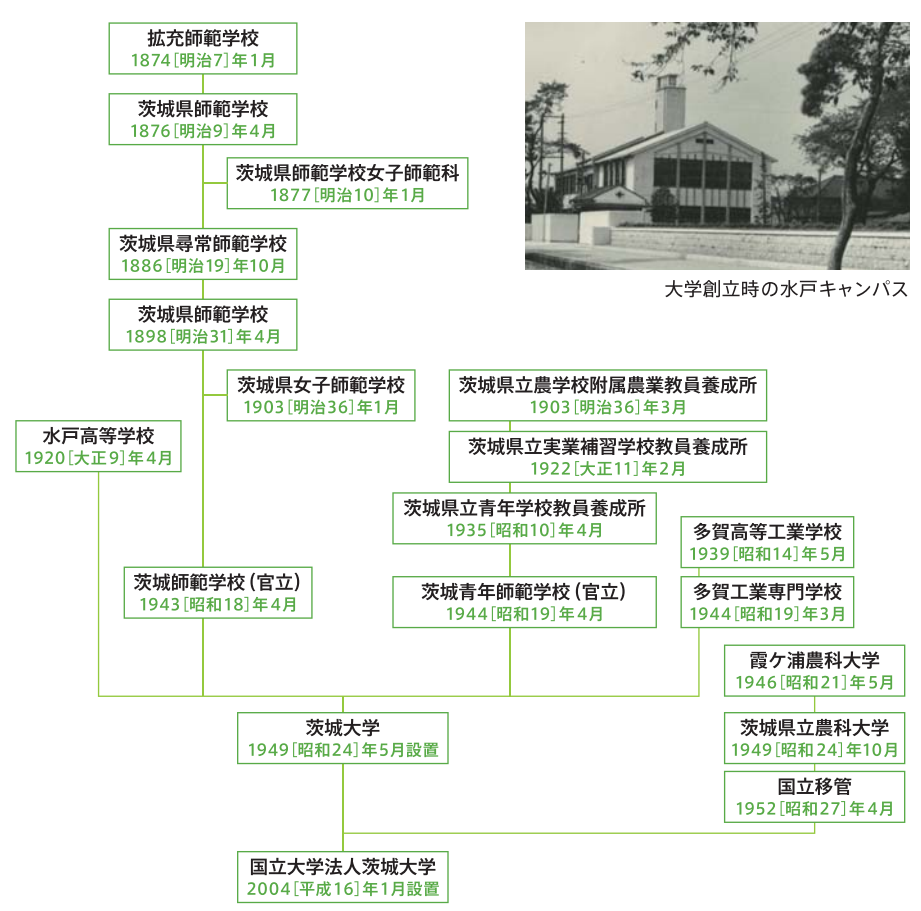 拡充師範学校
1874[明治7]年1月
茨城県師範学校
1876[明治9]年4月
茨城県師範学校女子師範科
1877[明治10]年1月
茨城県尋常師範学校
1886[明治19]年10月
茨城県師範学校
1898[明治31]年4月
大学創立時の水戸キャンパス
茨城県女子師範学校
1903[明治36]年1月
茨城県立農学校附属農業教員養成所
1903[明治36]年3月
水戸高等学校
1920[大正9]年4月
茨城県立実業補習学校教員養成所
1922[大正11]年2月
茨城県立青年学校教員養成所
1935[昭和10]年4月
多賀高等工業学校
1939[昭和14]年5月
茨城師範学校(官立)
1943[昭和18]年4月
茨城青年師範学校(官立)
1944[昭和19]年4月
多賀工業専門学校
1944[昭和19]年3月
霞ケ浦農科大学
1946[昭和21]年5月
茨城大学
1949[昭和24]年5月設置
茨城県立農科大学
1949[昭和24]年10月
国立移管
1952[昭和27]年4月
国立大学法人茨城大学
2004[平成16]年1月設置